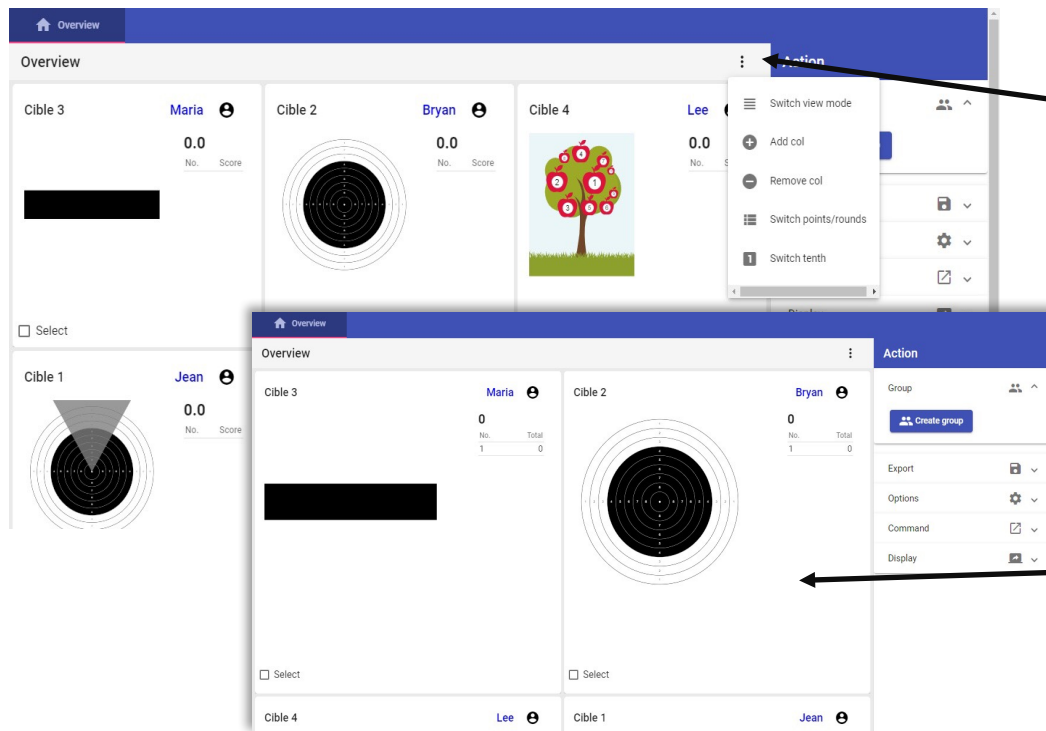 Overview
Overview
Action
Cible 3 Maria
0.0
No. Score
Select
Cible 2 Bryan
0.0
No. Score
Cible 4 Lee
0.0
No.
Switch view mode
Add col
Remove col
Switch points/rounds
Switch tenth
Cible 1 Jean
0.0
No. Score
Overview
Overview
Cible 3 Maria
0
No. Total
1 0
Select
Cible 2 Bryan
0
No. Total
1 0
Select
Cible 4 Lee
Cible 1 Jean
Action
Group
Create group
Export
Options
Command
Display